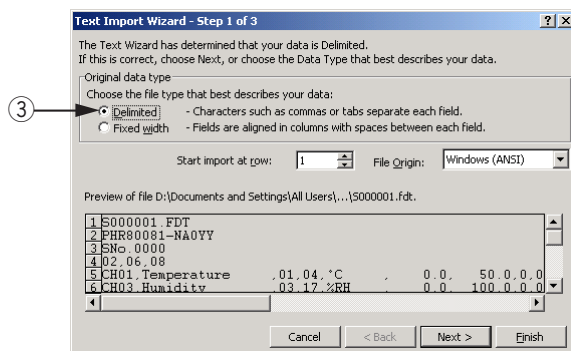 Text Import Wizard - Step 1 of 3
The Text Wizard has determined that your data is Delimited.
If this is correct, choose Next, or choose the Data Type that best describes your data.
Original data type
Choose the file type that best describes your data:
③
Delimited - Characters such as commas or tabs separate each field.
Fixed width - Fields are aligned in columns with spaces between each field.
Start import at row: 1 File Origin: Windows (ANSI)
Preview of file D:\Documents and Settings\All Users\...\S000001.fdt.
1 S000001.FDT
2 PHR80081-NA0YY
3 SNo.0000
4 02,06,08
5 CH01,Temperature ,01,04,°C , 0.0, 50.0,0,0
6 CH03,Humidity ,03,17,%RH , 0.0, 100.0,0,0
Cancel < Back Next > Finish